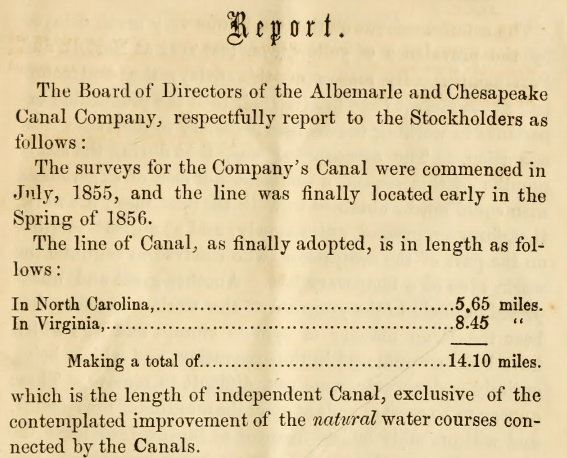 Report.
The Board of Directors of the Albemarle and Chesapeake
Canal Company, respectfully report to the Stockholders as
follows:
The surveys for the Company's Canal were commenced in
July, 1855, and the line was finally located early in the
Spring of 1856.
The line of Canal, as finally adopted, is in length as fol-
lows:
In North Carolina,..........................................5.65 miles.
In Virginia,..................................................8.45 “
Making a total of..................................14.10 miles.
which is the length of independent Canal, exclusive of the
contemplated improvement of the natural water courses con-
nected by the Canals.